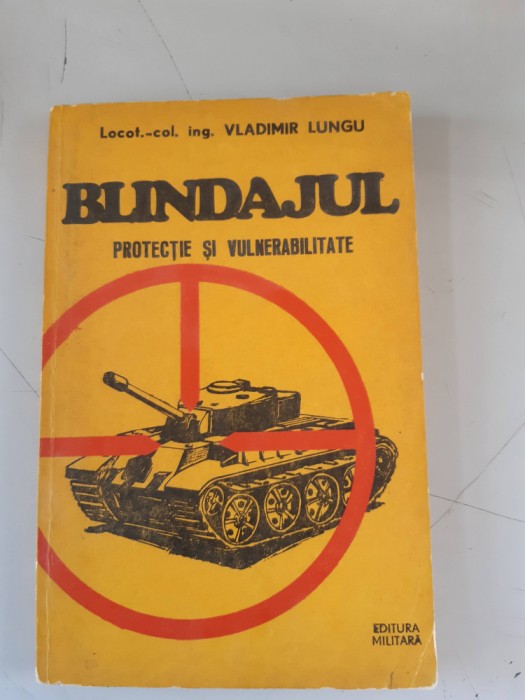 Locot.-col. ing. VLADIMIR LUNGU
BLINDAJUL
PROTECȚIE ȘI VULNERABILITATE
EDITURA
MILITARĂ